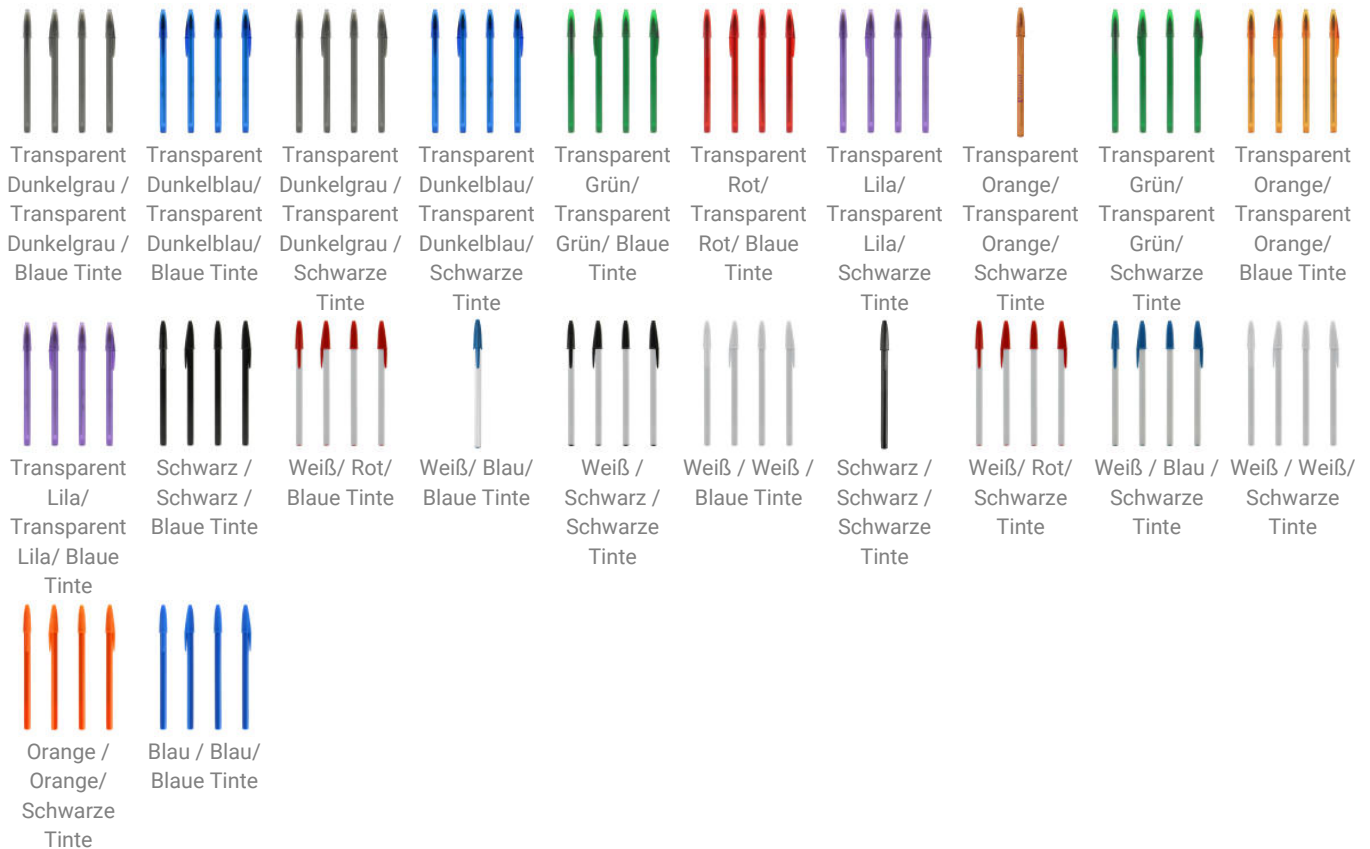 Transparent
Dunkelgrau /
Transparent
Dunkelgrau /
Blaue Tinte
Transparent
Dunkelblau/
Transparent
Dunkelblau/
Blaue Tinte
Transparent
Dunkelgrau /
Transparent
Dunkelgrau /
Schwarze
Tinte
Transparent
Dunkelblau/
Transparent
Dunkelblau/
Schwarze
Tinte
Transparent
Grün/
Transparent
Grün/ Blaue
Tinte
Transparent
Rot/
Transparent
Rot/ Blaue
Tinte
Transparent
Lila/
Transparent
Lila/
Schwarze
Tinte
Transparent
Orange/
Transparent
Orange/
Schwarze
Tinte
Transparent
Grün/
Transparent
Grün/
Schwarze
Tinte
Transparent
Orange/
Transparent
Orange/
Blaue Tinte
Transparent
Lila/
Transparent
Lila/ Blaue
Tinte
Schwarz /
Schwarz /
Blaue Tinte
Weiß/ Rot/
Blaue Tinte
Weiß/ Blau/
Blaue Tinte
Weiß /
Schwarz /
Schwarze
Tinte
Weiß / Weiß /
Blaue Tinte
Schwarz /
Schwarz /
Schwarze
Tinte
Weiß/ Rot/
Schwarze
Tinte
Weiß / Blau /
Schwarze
Tinte
Weiß / Weiß/
Schwarze
Tinte
Orange /
Orange/
Schwarze
Tinte
Blau / Blau/
Blaue Tinte